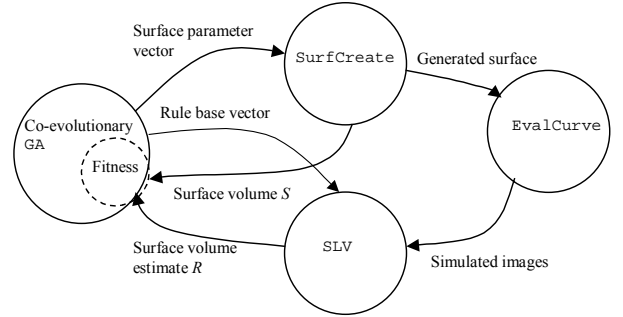 Surface parameter
vector
SurfCreate
Generated surface
Co-evolutionary
GA
Rule base vector
EvalCurve
Fitness
Surface volume S
Surface volume
estimate R
SLV
Simulated images